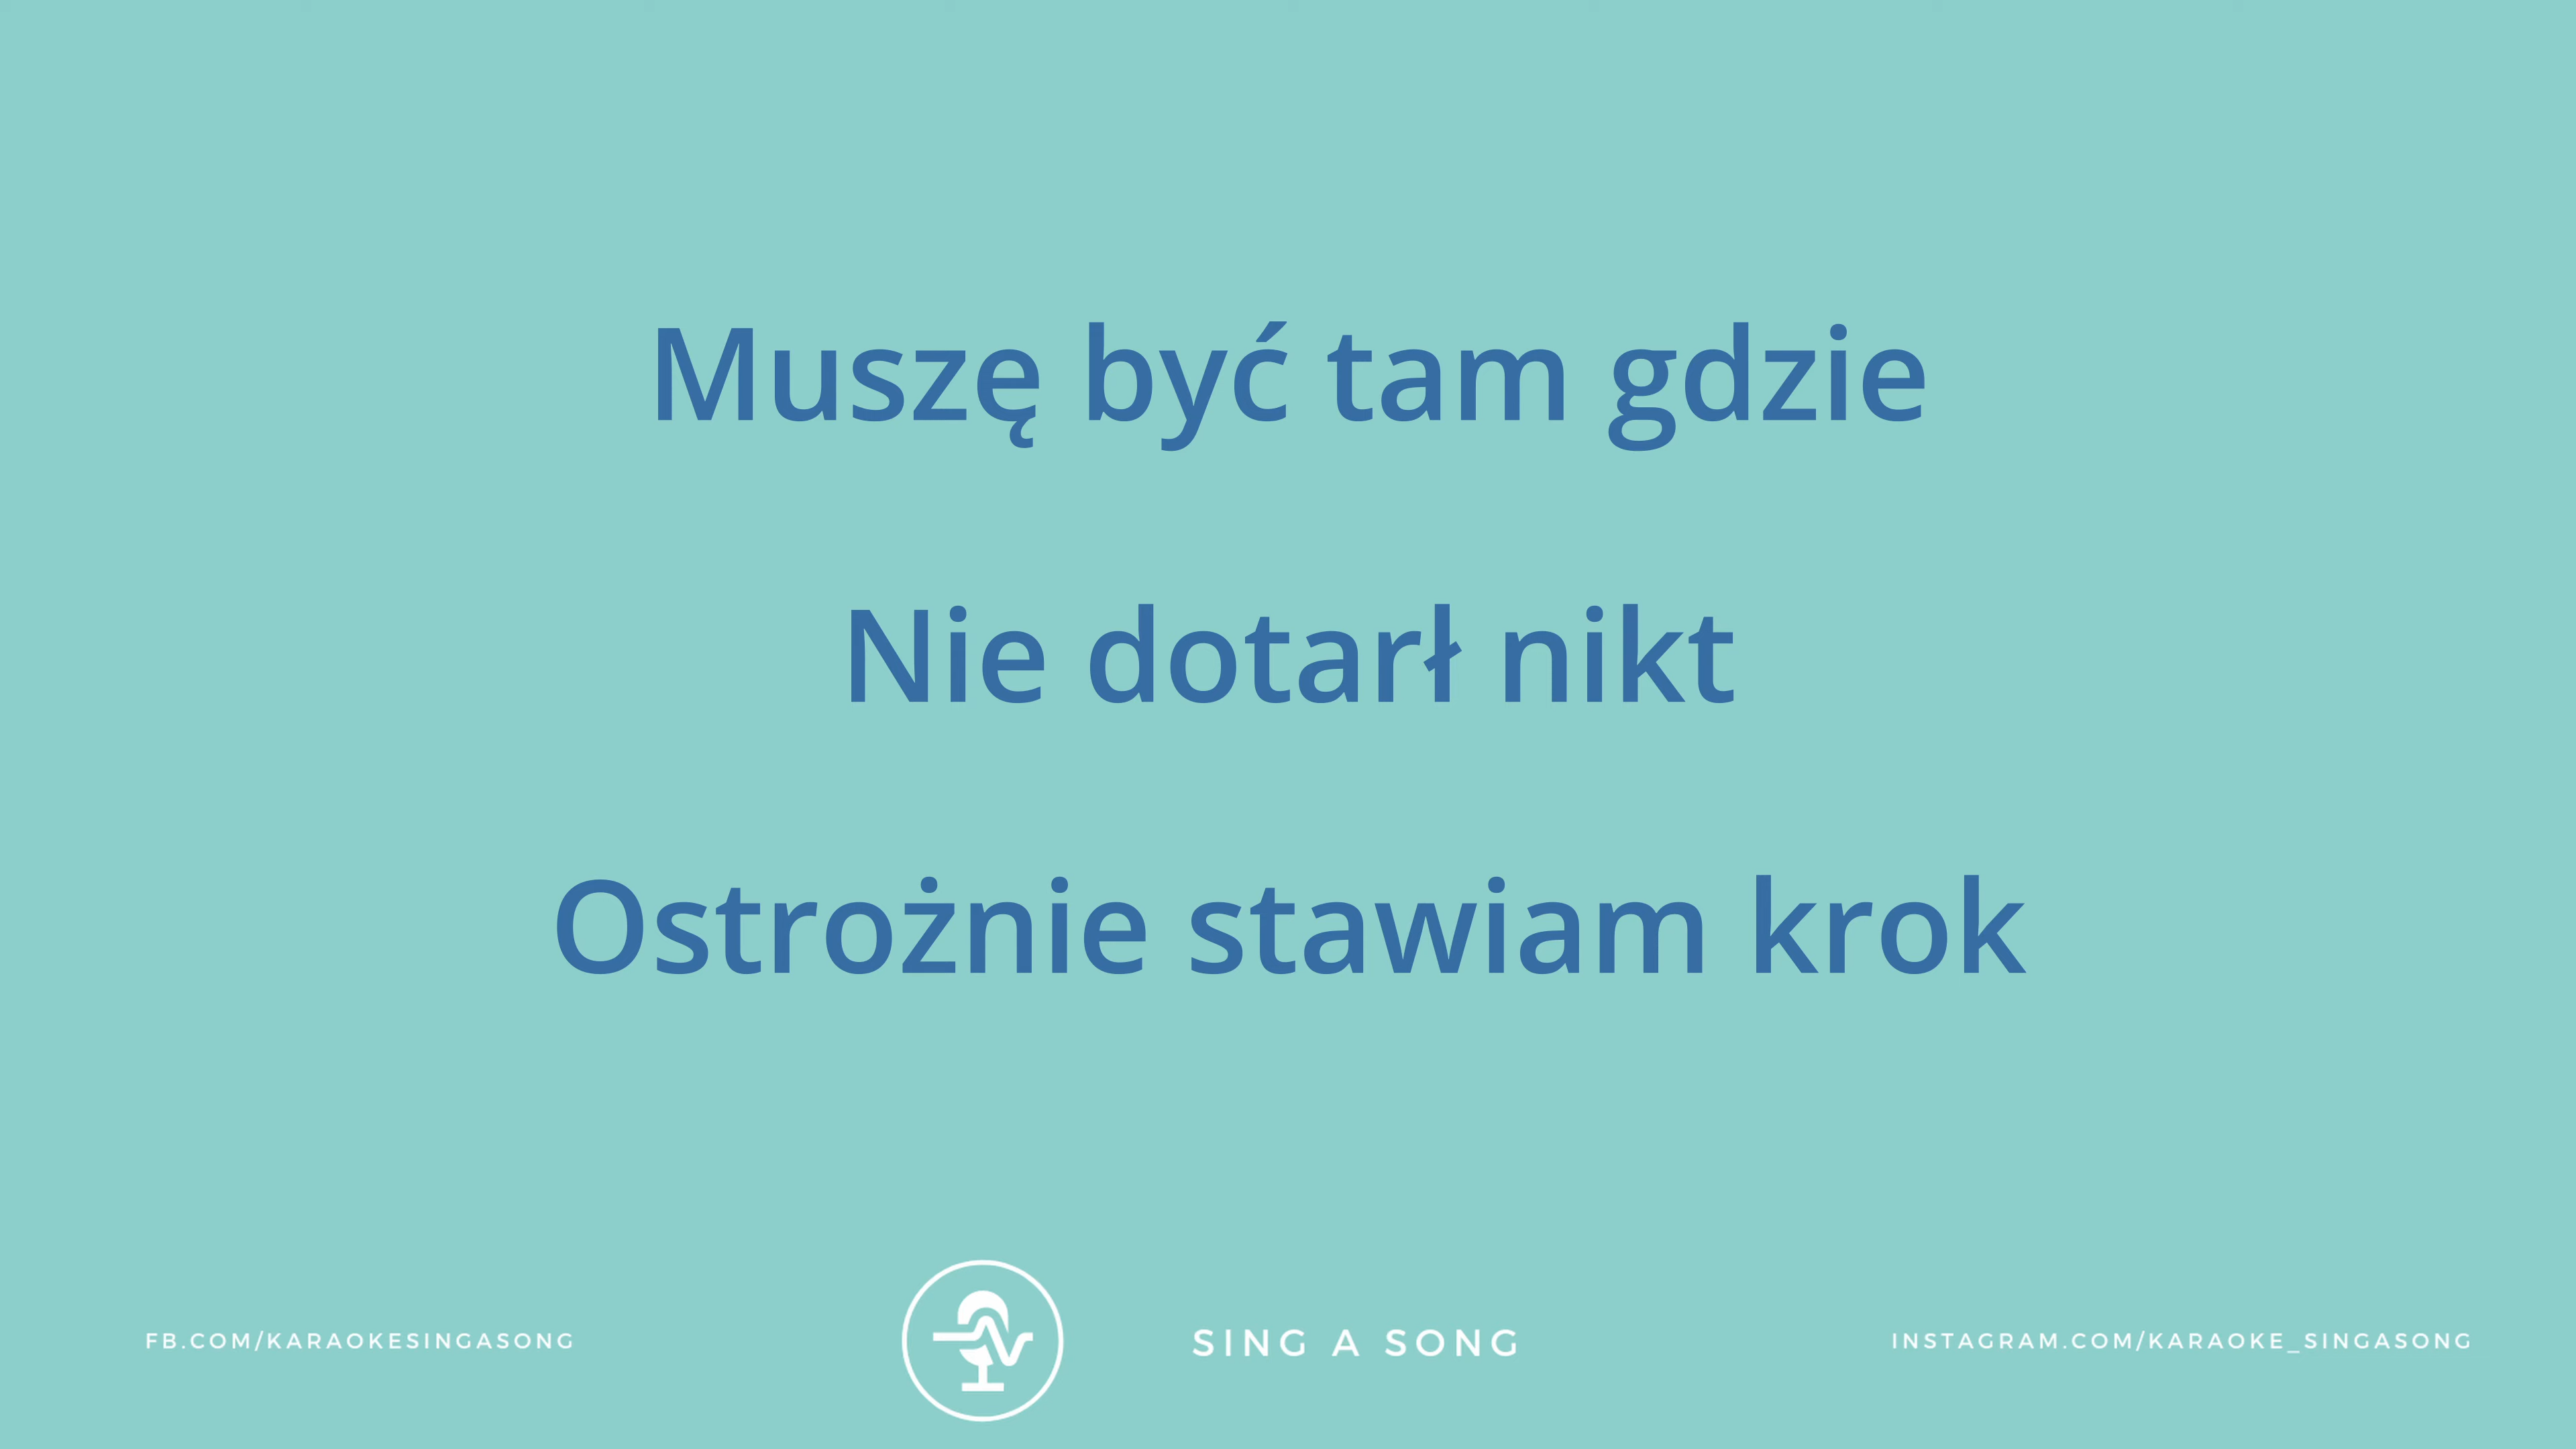 Muszę być tam gdzie
Nie dotarł nikt
Ostrożnie stawiam krok
FB.COM/KARAOKESINGASONG
SING A SONG
INSTAGRAM.COM/KARAOKE_SINGASONG